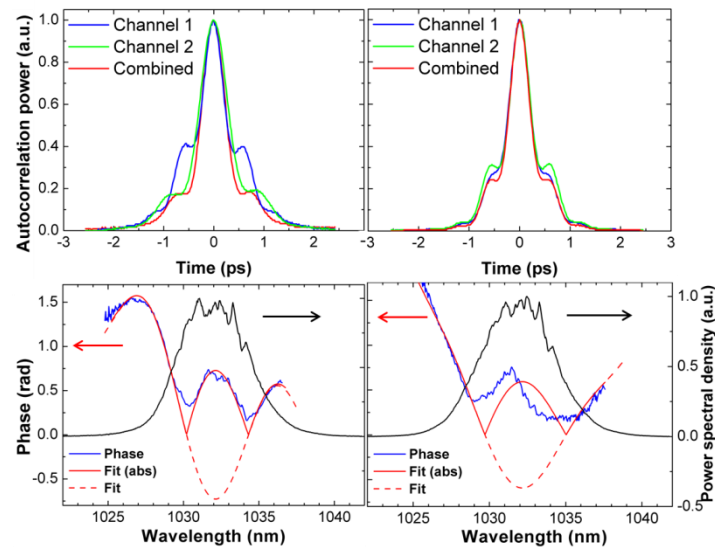 Autocorrelation power (a.u.)
1.0
0.8
0.6
0.4
0.2
0.0
Channel 1
Channel 2
Combined
-3 -2 -1 0 1 2
Time (ps)
Channel 1
Channel 2
Combined
-3 -2 -1 0 1 2 3
Time (ps)
Phase (rad)
1.5
1.0
0.5
0.0
-0.5
Phase
Fit (abs)
Fit
1025 1030 1035 1040
Wavelength (nm)
Phase
Fit (abs)
Fit
1025 1030 1035 1040
Wavelength (nm)
1.0
0.5
0.0
-0.5
Power spectral density (a.u.)